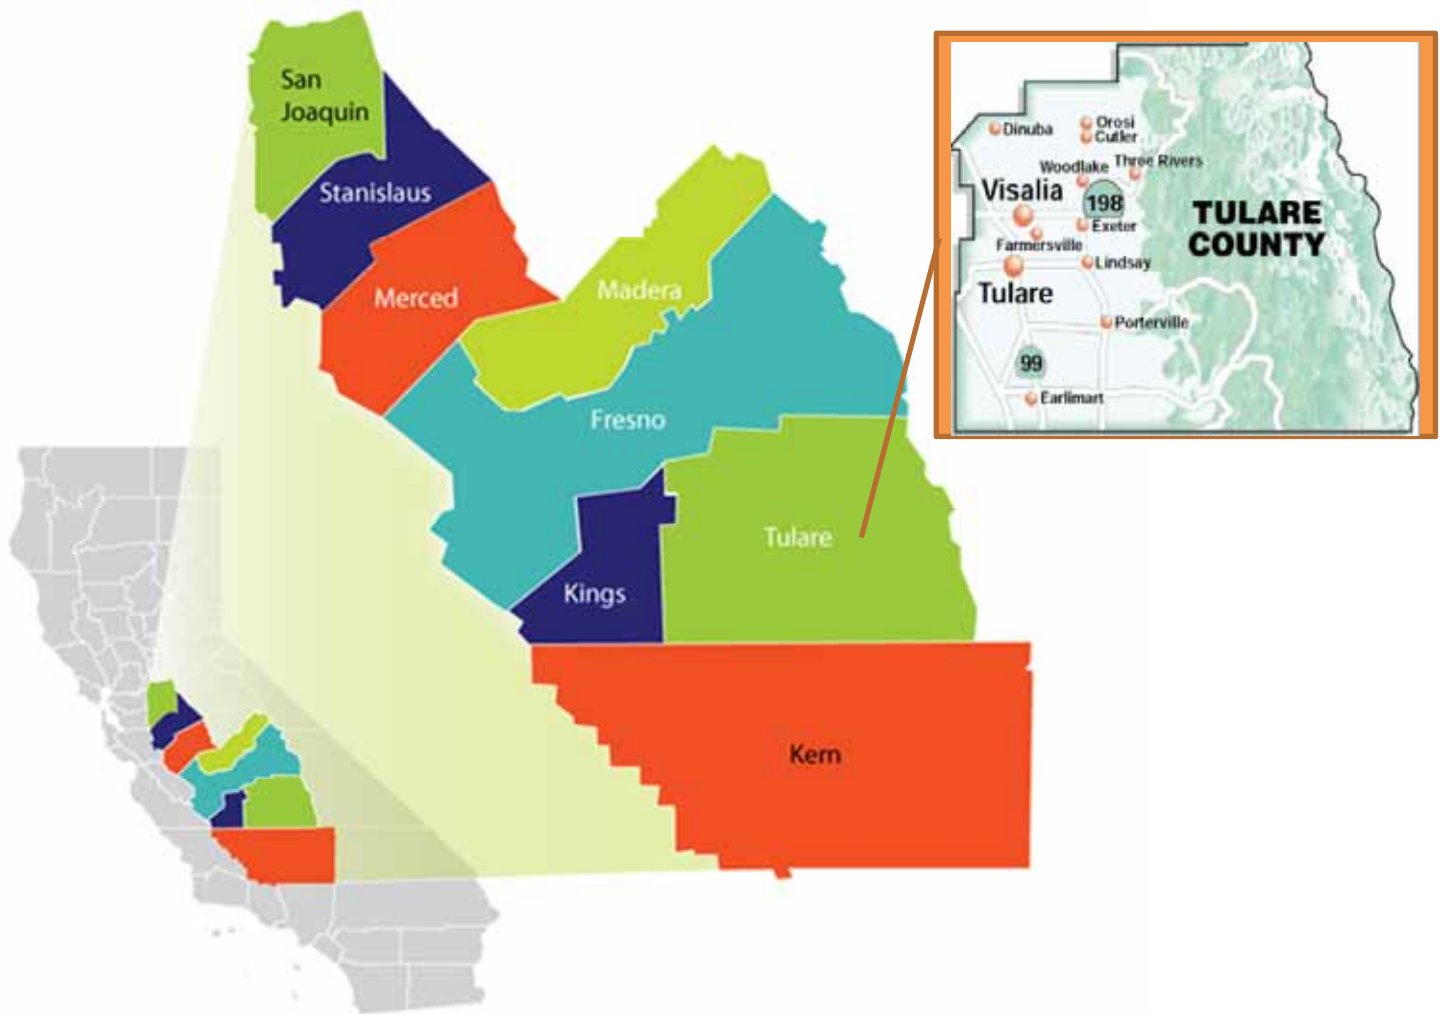 San
Joaquin
Stanislaus
Merced
Madera
Fresno
Tulare
Kings
Kern
Dinuba
Orosi
Cutler
Woodlake
Three Rivers
Visalia
198
Exeter
Farmersville
Lindsay
Tulare
Porterville
99
Earlimart
TULARE
COUNTY